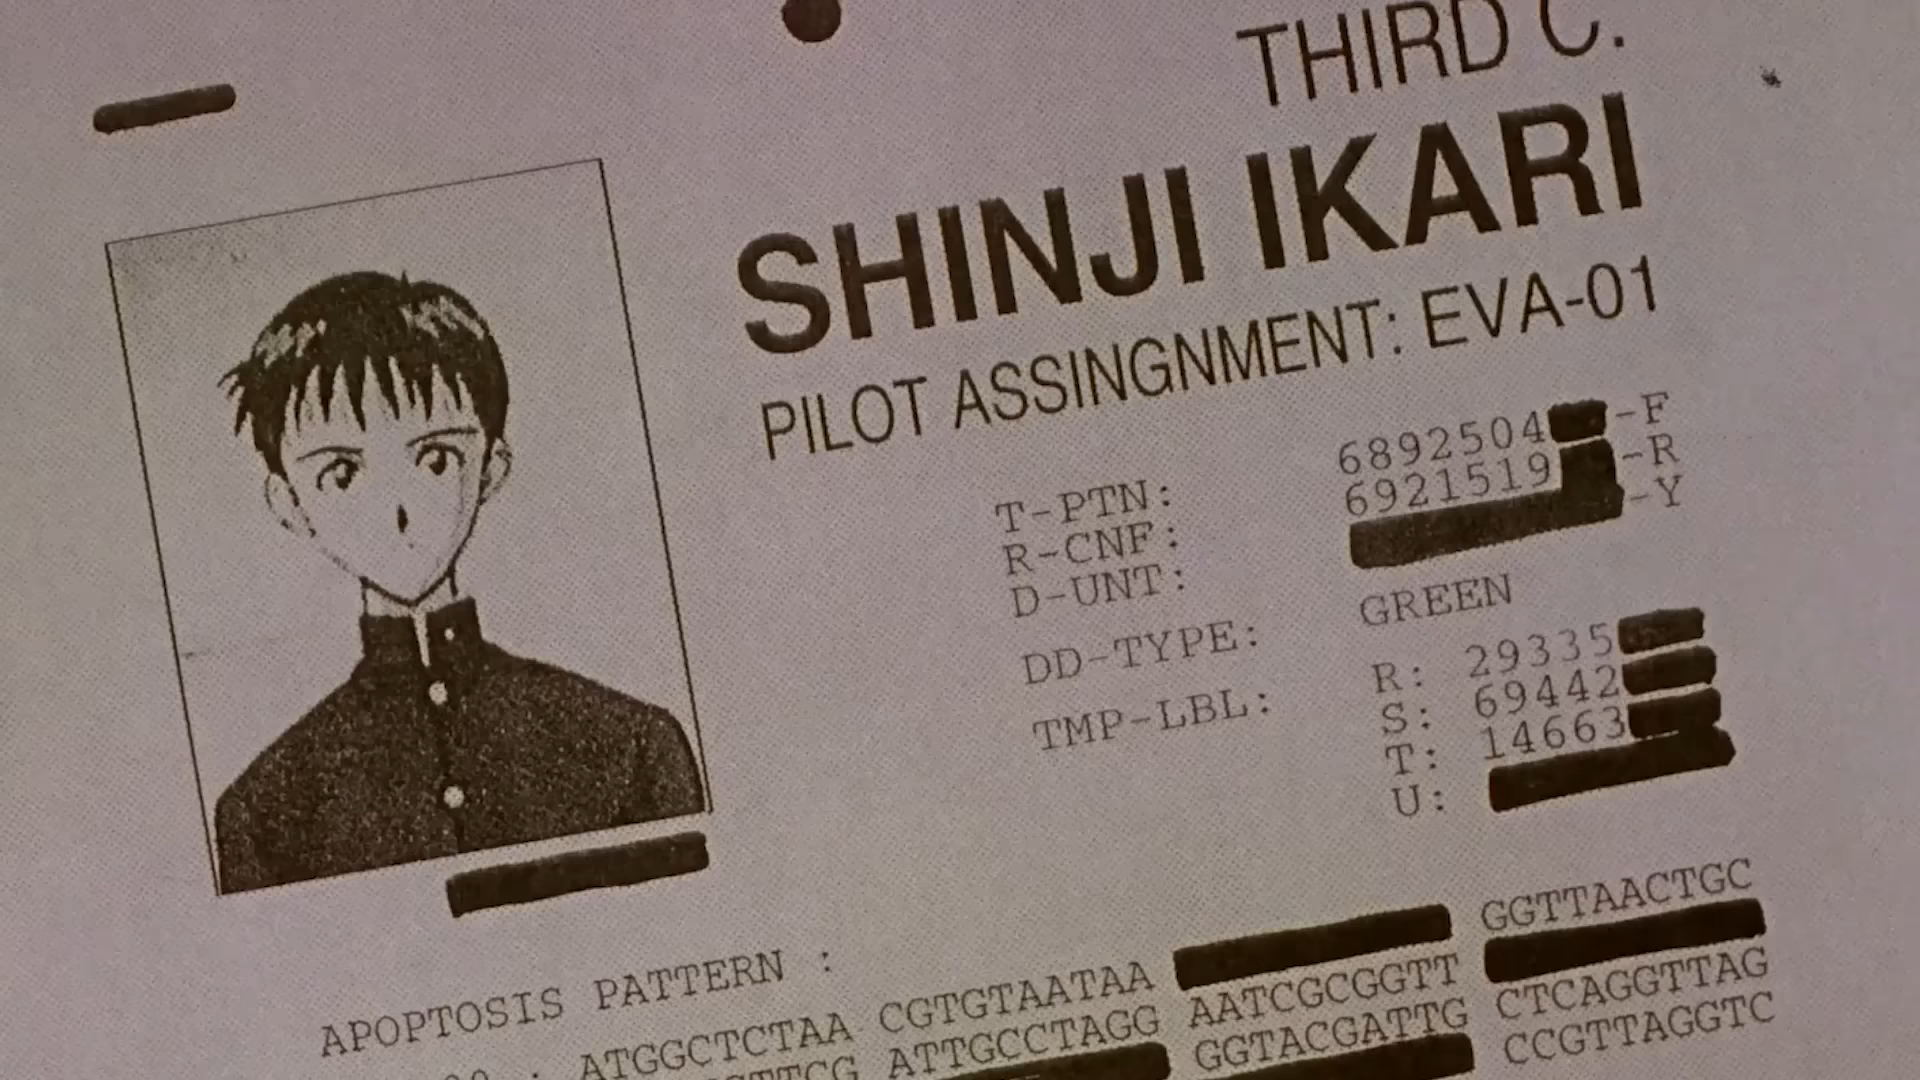 THIRD C.
SHINJI IKARI
PILOT ASSINGNMENT: EVA-01
T-PTN: 6892504 -F
R-CNF: 6921519 -R
D-UNT: -Y
DD-TYPE: GREEN
TMP-LBL: R: 29335
S: 69442
T: 14663
U:
APOPTOSIS PATTERN :
ATGGCTCTAA CGTGTAATAA GGTTAACTGC
ATTGCCTAGG AATCGCGGTT
GGTACGATTG CTCAGGTTAG
CCGTTAGGTC